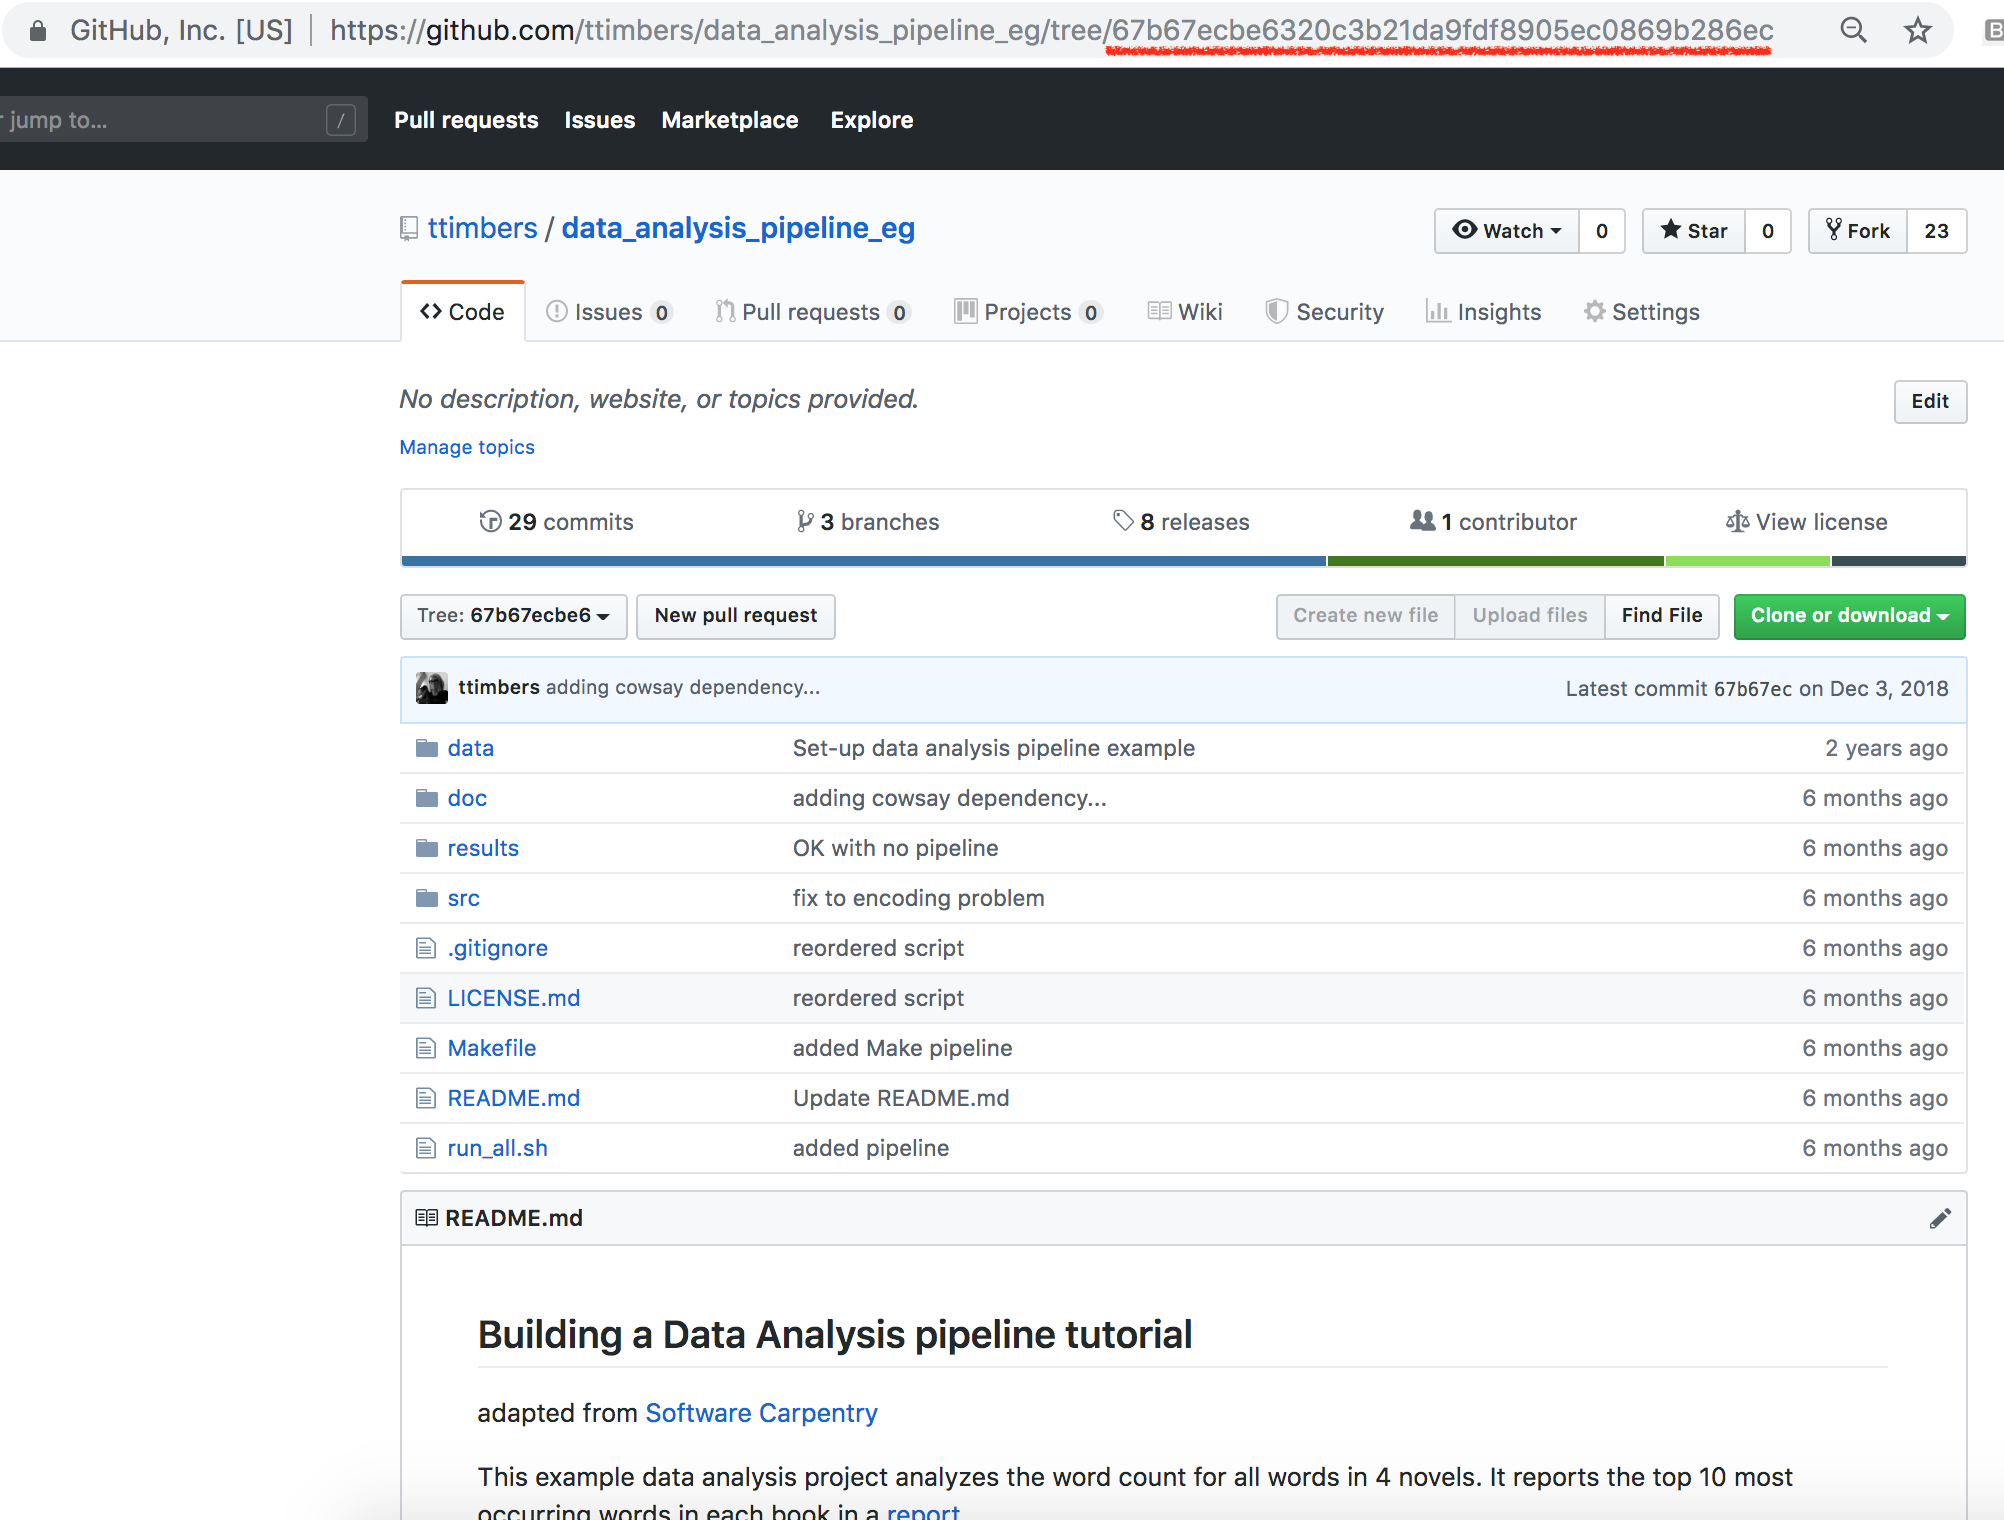 GitHub, Inc. [US] | https://github.com/ttimbers/data_analysis_pipeline_eg/tree/67b67ecbe6320c3b21da9fdf8905ec0869b286ec
jump to... / Pull requests Issues Marketplace Explore
ttimbers / data_analysis_pipeline_eg Watch 0 Star 0 Fork 23
Code Issues 0 Pull requests 0 Projects 0 Wiki Security Insights Settings
No description, website, or topics provided. Edit
Manage topics
29 commits 3 branches 8 releases 1 contributor View license
Tree: 67b67ecbe6 New pull request Create new file Upload files Find File Clone or download
ttimbers adding cowsay dependency... Latest commit 67b67ec on Dec 3, 2018
data Set-up data analysis pipeline example 2 years ago
doc adding cowsay dependency... 6 months ago
results OK with no pipeline 6 months ago
src fix to encoding problem 6 months ago
.gitignore reordered script 6 months ago
LICENSE.md reordered script 6 months ago
Makefile added Make pipeline 6 months ago
README.md Update README.md 6 months ago
run_all.sh added pipeline 6 months ago
README.md
Building a Data Analysis pipeline tutorial
adapted from Software Carpentry
This example data analysis project analyzes the word count for all words in 4 novels. It reports the top 10 most
occurring words in each book in a report